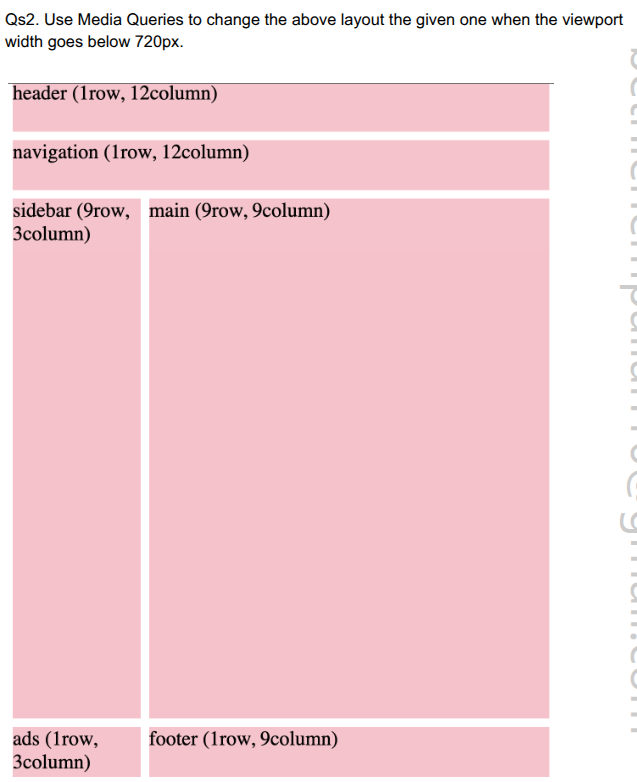 Qs2. Use Media Queries to change the above layout the given one when the viewport
width goes below 720px.
header (1row, 12column)
navigation (1row, 12column)
sidebar (9row,
3column)
main (9row, 9column)
ads (1row,
3column)
footer (1row, 9column)